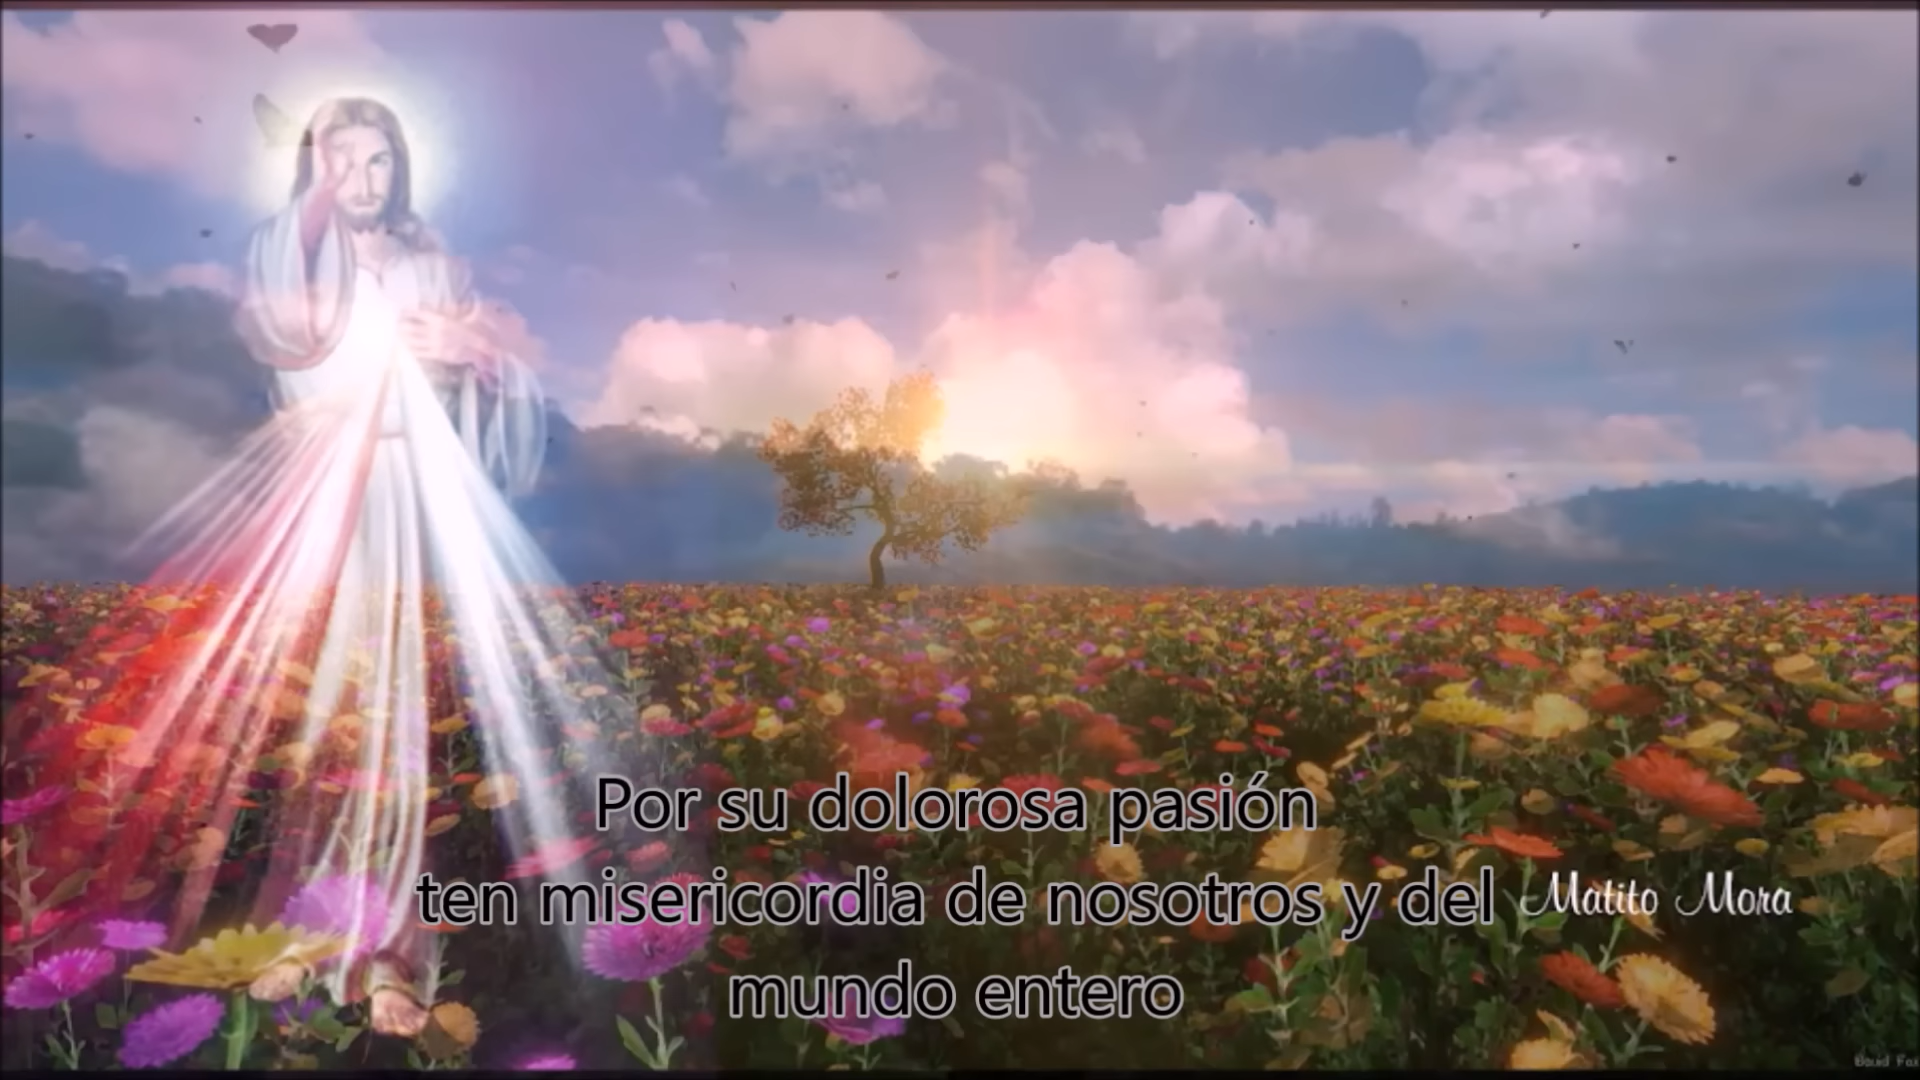 Por su dolorosa pasión
ten misericordia de nosotros y del
mundo entero
Matito Mora